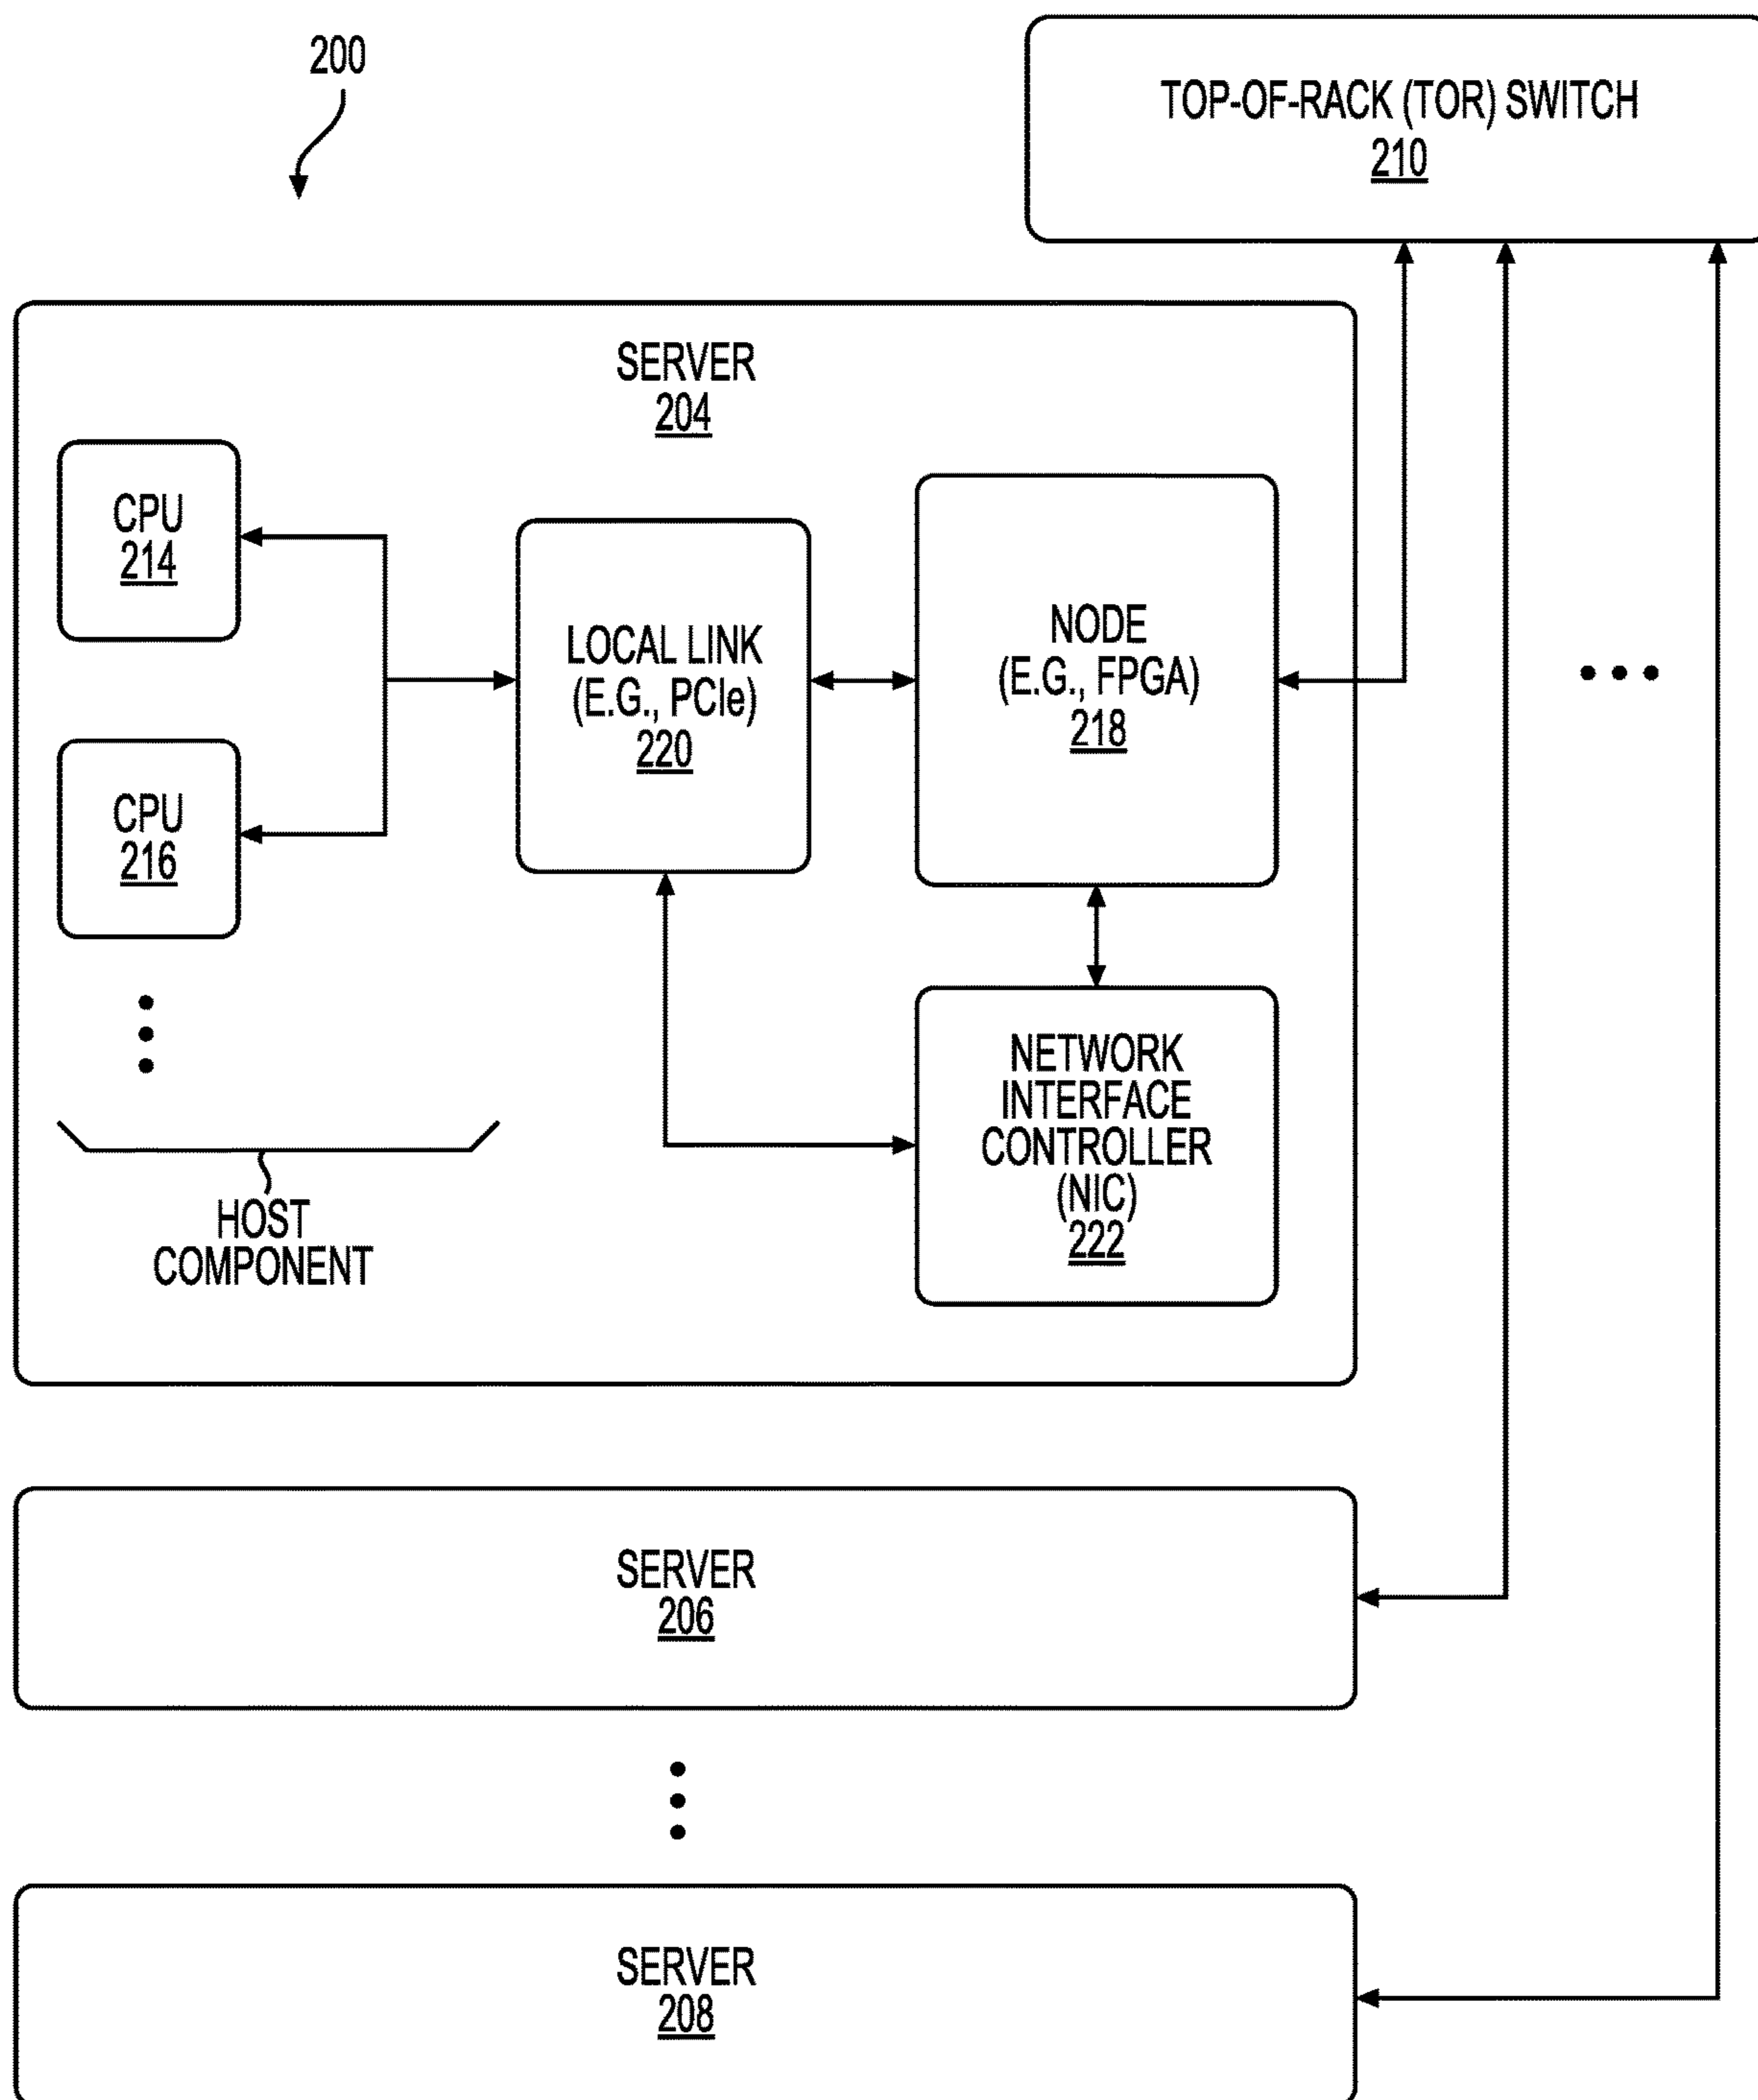 200
TOP-OF-RACK (TOR) SWITCH
210
SERVER
204
CPU
214
LOCAL LINK
(E.G., PCIe)
220
NODE
(E.G., FPGA)
218
CPU
216
NETWORK
INTERFACE
CONTROLLER
(NIC)
222
HOST
COMPONENT
SERVER
206
SERVER
208